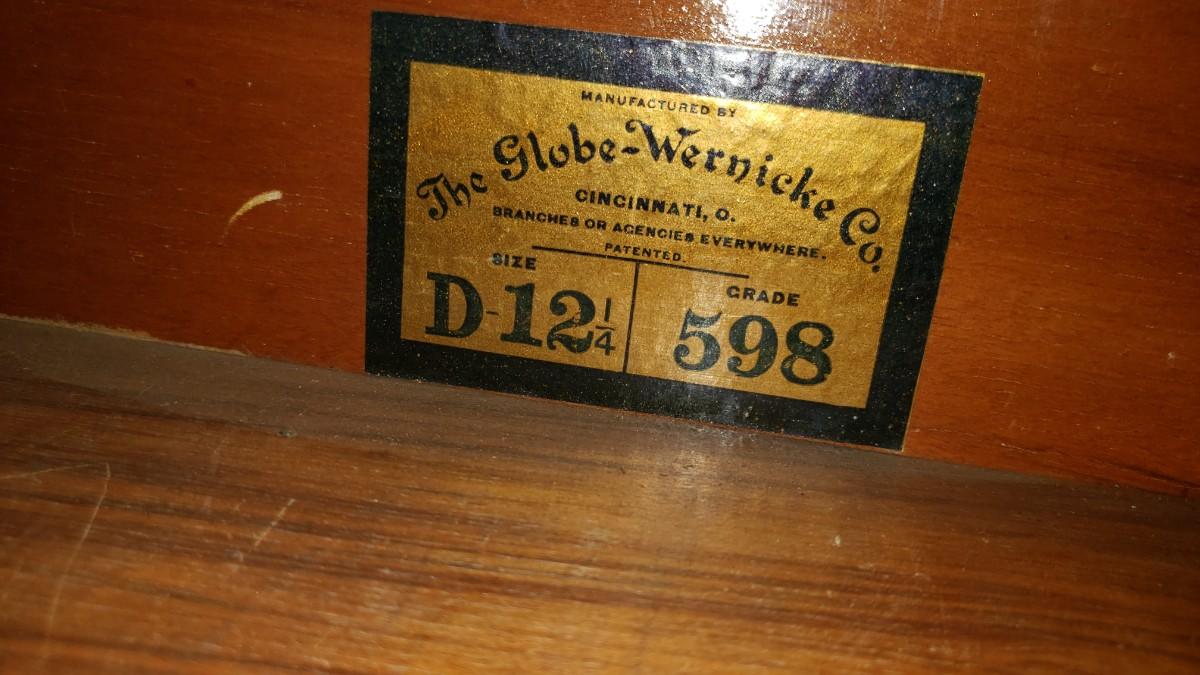 MANUFACTURED BY
The Globe-Wernicke Co.
CINCINNATI, O.
BRANCHES OR AGENCIES EVERYWHERE.
PATENTED.
SIZE
D-12 1/4
GRADE
598